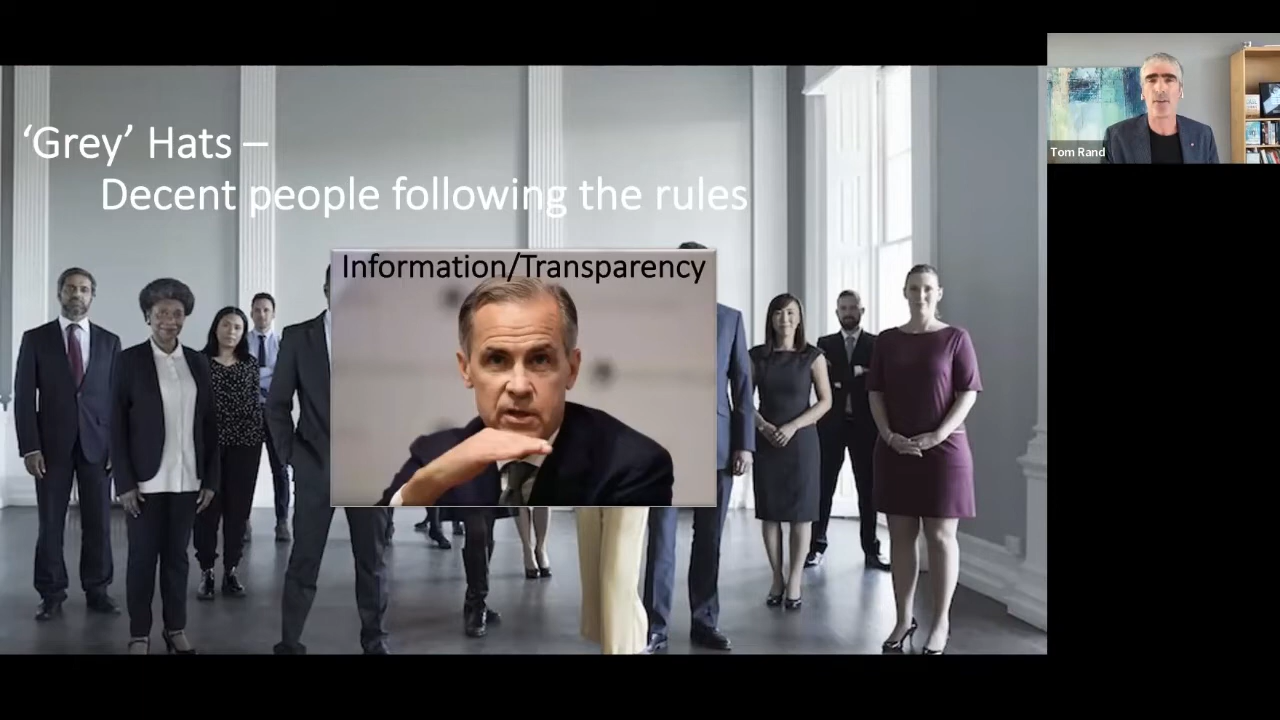 ‘Grey’ Hats –
Decent people following the rules
Information/Transparency
Tom Rand